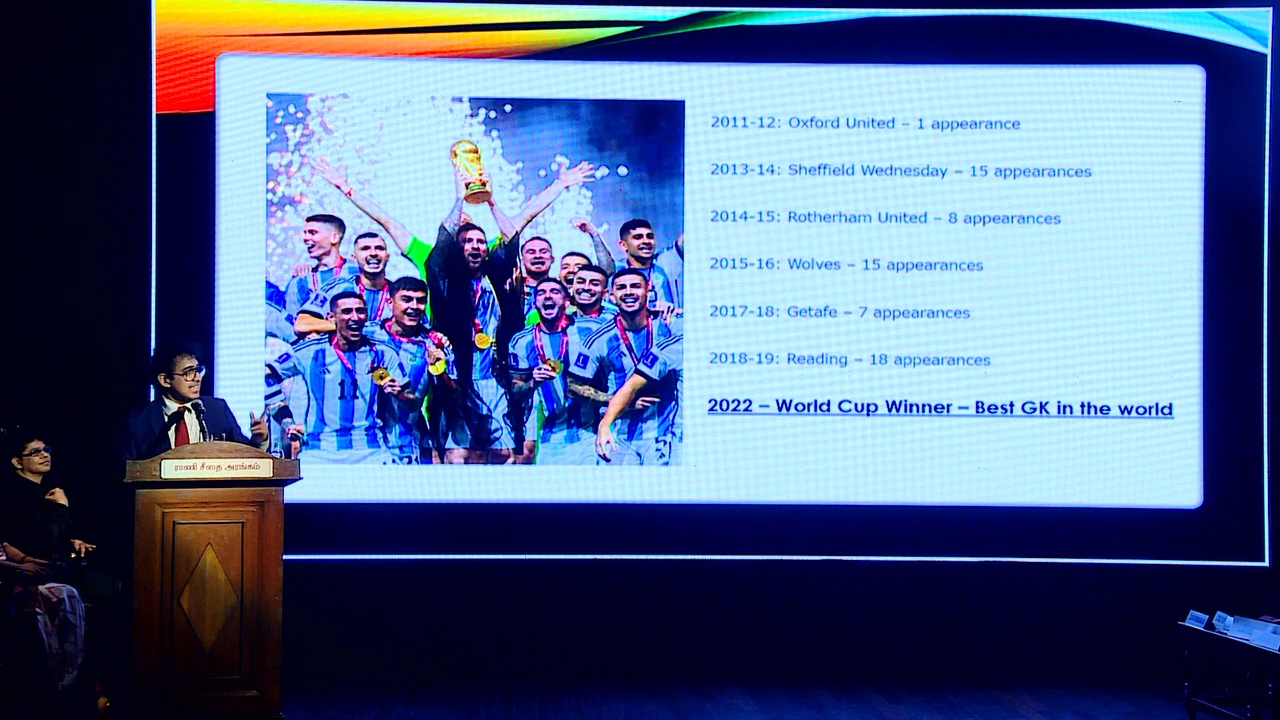 2011-12: Oxford United – 1 appearance
2013-14: Sheffield Wednesday – 15 appearances
2014-15: Rotherham United – 8 appearances
2015-16: Wolves – 15 appearances
2017-18: Getafe – 7 appearances
2018-19: Reading – 18 appearances
2022 – World Cup Winner – Best GK in the world
11
ராணி சீதை அரங்கம்